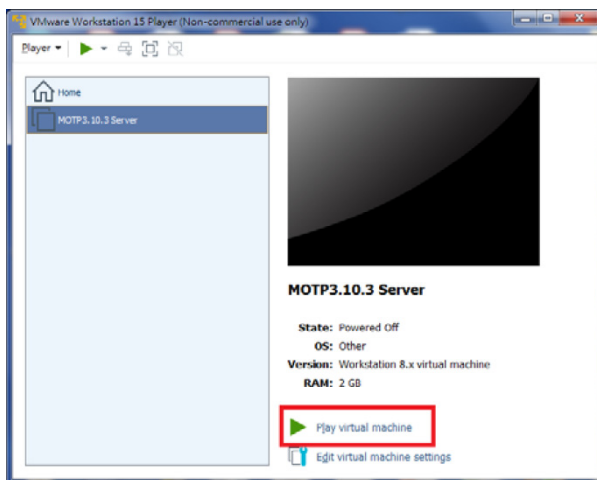 VMware Workstation 15 Player (Non-commercial use only)
Player
Home
MOTP3.10.3 Server
MOTP3.10.3 Server
State: Powered Off
OS: Other
Version: Workstation 8.x virtual machine
RAM: 2 GB
Play virtual machine
Edit virtual machine settings